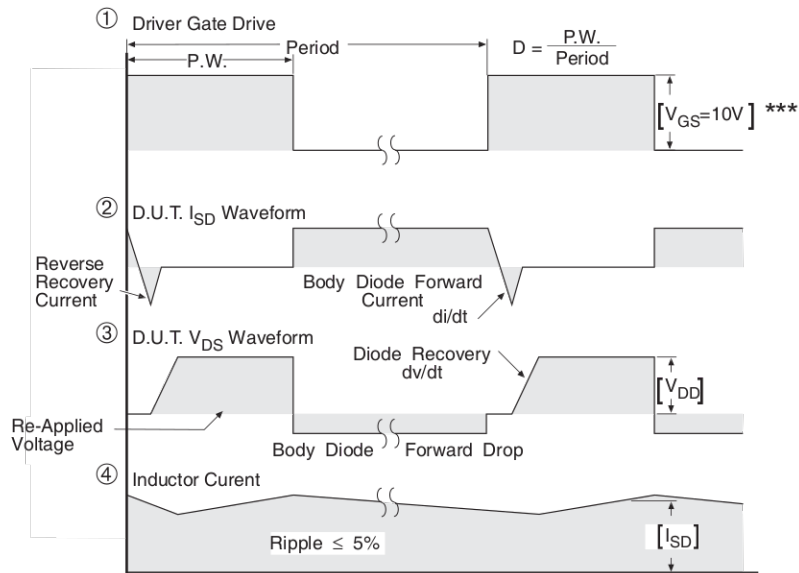 ① Driver Gate Drive
P.W.
Period
D = P.W.
Period
[VGS=10V] ***
② D.U.T. ISD Waveform
Reverse
Recovery
Current
Body Diode Forward
Current
di/dt
③ D.U.T. VDS Waveform
Diode Recovery
dv/dt
[VDD]
Re-Applied
Voltage
Body Diode Forward Drop
④ Inductor Curent
Ripple ≤ 5%
[ISD]